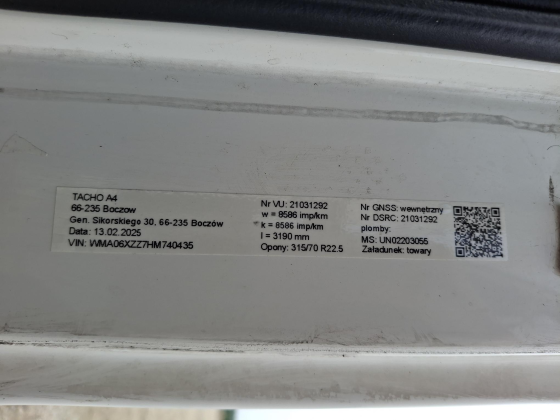 TACHO A4
66-235 Boczow
Gen. Sikorskiego 30, 66-235 Boczów
Data: 13.02.2025
VIN: WMA06XZZ7HM740435
Nr VU: 21031292
w = 8586 imp/km
k = 8586 imp/km
l = 3190 mm
Opony: 315/70 R22.5
Nr GNSS: wewnętrzny
Nr DSRC: 21031292
plomby:
MS: UN02203055
Załadunek: towary